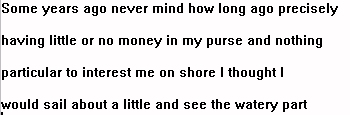 Some years ago never mind how long ago precisely
having little or no money in my purse and nothing
particular to interest me on shore I thought I
would sail about a little and see the watery part